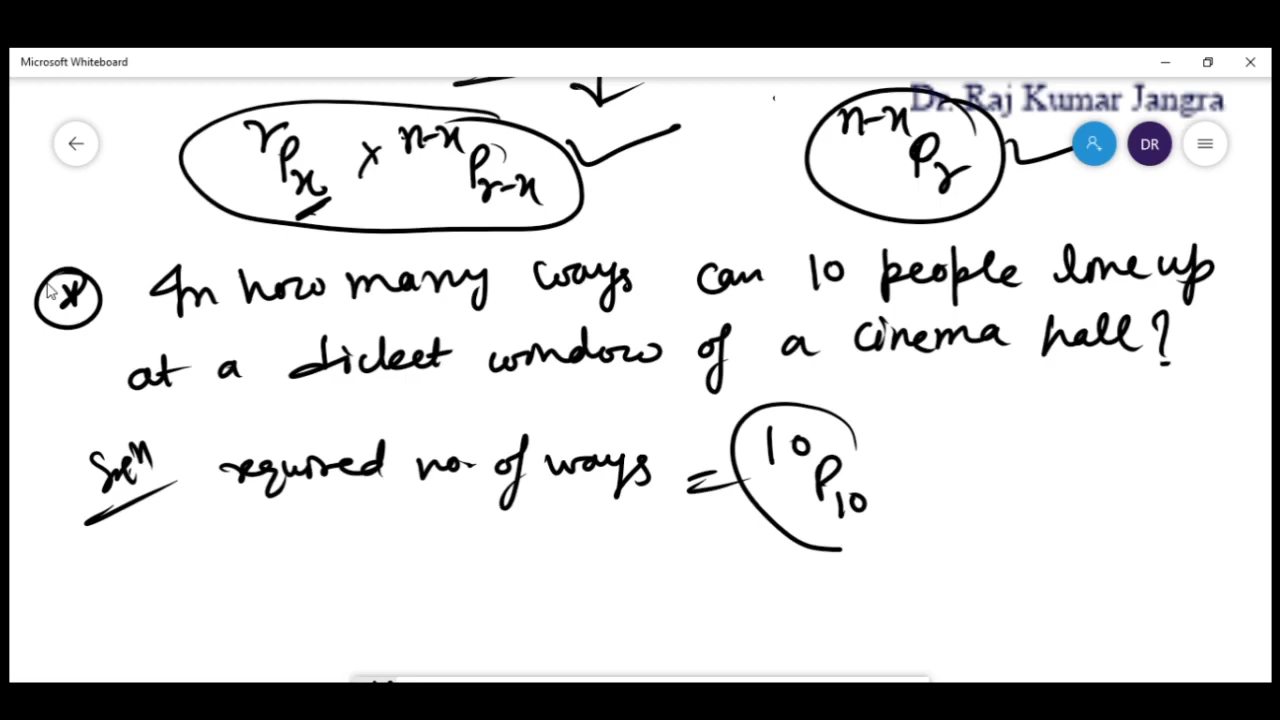 Microsoft Whiteboard
Dr. Raj Kumar Jangra
DR
ʳPₓ × ⁿ⁻ˣPᵣ₋ₓ ⁿ⁻ˣPᵣ
* In how many ways can 10 people line up
at a ticket window of a cinema hall?
Solⁿ required no. of ways = ¹⁰P₁₀